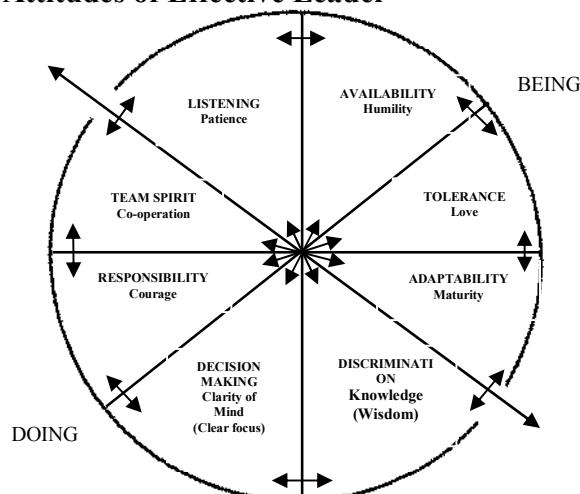 Attitudes of Effective Leader
BEING
LISTENING
Patience
AVAILABILITY
Humility
TEAM SPIRIT
Co-operation
TOLERANCE
Love
RESPONSIBILITY
Courage
ADAPTABILITY
Maturity
DECISION
MAKING
Clarity of
Mind
(Clear focus)
DISCRIMINATI
ON
Knowledge
(Wisdom)
DOING